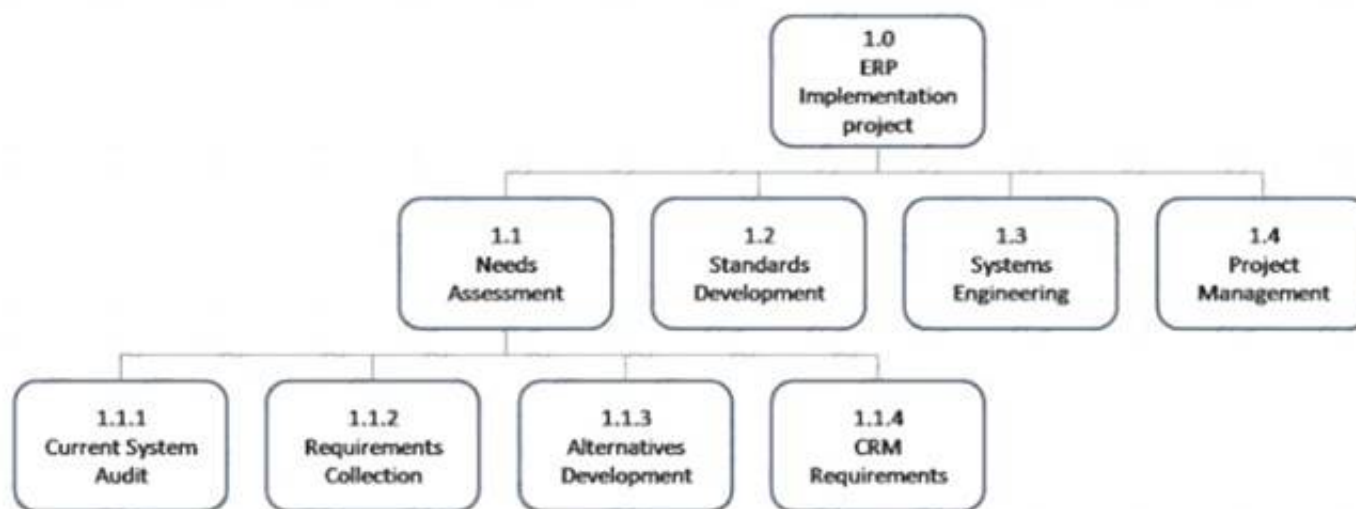 1.0
ERP
Implementation
project
1.1
Needs
Assessment
1.2
Standards
Development
1.3
Systems
Engineering
1.4
Project
Management
1.1.1
Current System
Audit
1.1.2
Requirements
Collection
1.1.3
Alternatives
Development
1.1.4
CRM
Requirements